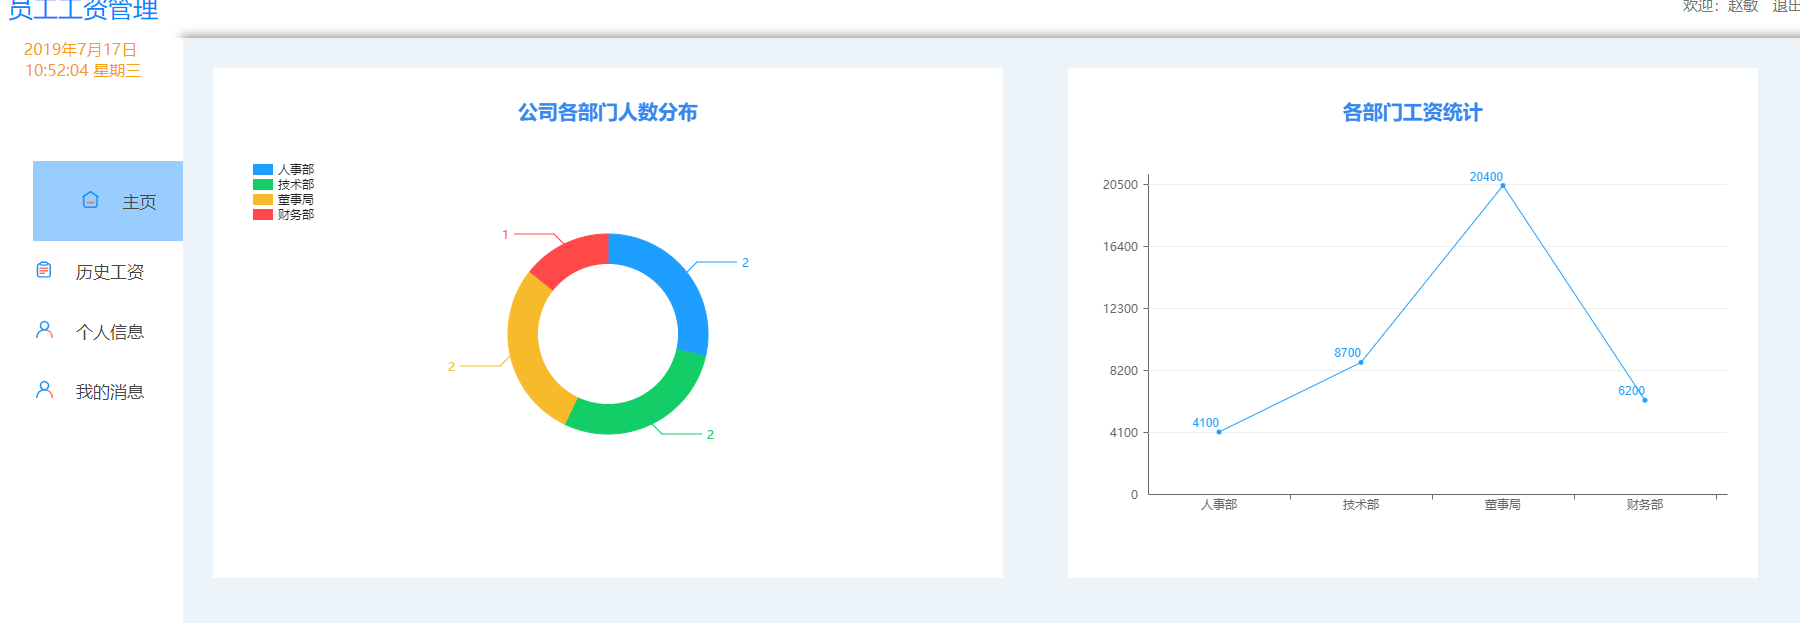 员工工资管理
欢迎：赵敏 退出
2019年7月17日
10:52:04 星期三
主页
历史工资
个人信息
我的消息
公司各部门人数分布
人事部
技术部
董事局
财务部
1
2
2
2
各部门工资统计
20500
16400
12300
8200
4100
0
4100
8700
20400
6200
人事部
技术部
董事局
财务部